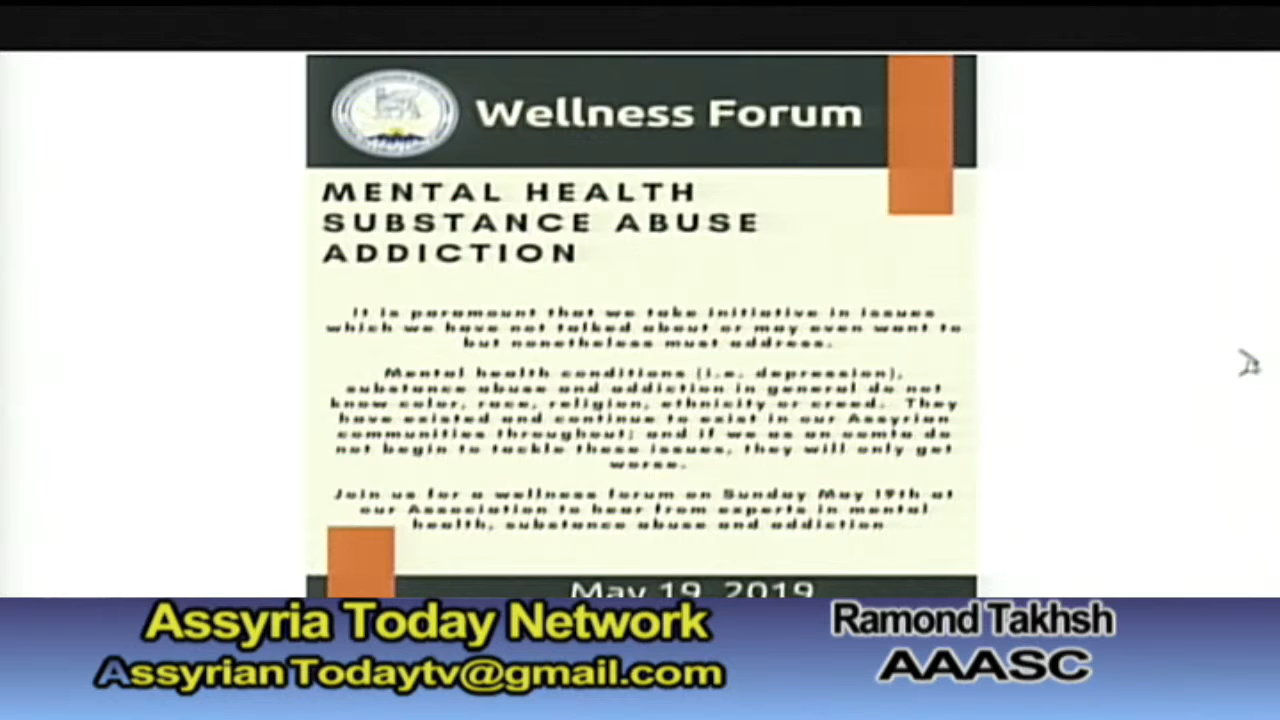 Wellness Forum
MENTAL HEALTH
SUBSTANCE ABUSE
ADDICTION
It is paramount that we take initiative in issues
which we have not talked about or may even want to
but nonetheless must address.
Mental health conditions (i.e. depression),
substance abuse and addiction in general do not
know color, race, religion, ethnicity or creed. They
have existed and continue to exist in our Assyrian
communities throughout; and if we as an do
not begin to tackle these issues, they will only get
worse.
Join us for a wellness forum on Sunday May 19th at
our Association to hear from experts in mental
health, substance abuse and addiction
May 19, 2019
Assyria Today Network
AssyrianTodaytv@gmail.com
Ramond Takhsh
AAASC